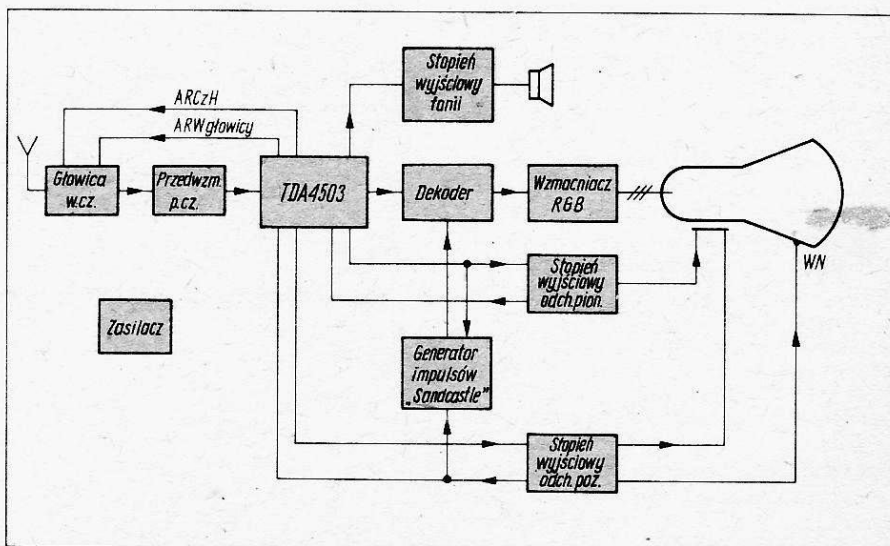 Stopień
wyjściowy
fonii
ARCzH
ARW głowicy
Głowica
w.cz.
Przedwzm.
p.cz.
TDA4503
Dekoder
Wzmacniacz
RGB
Stopień
wyjściowy
odch.pion.
WN
Zasilacz
Generator
impulsów
„Sandcastle”
Stopień
wyjściowy
odch.poz.